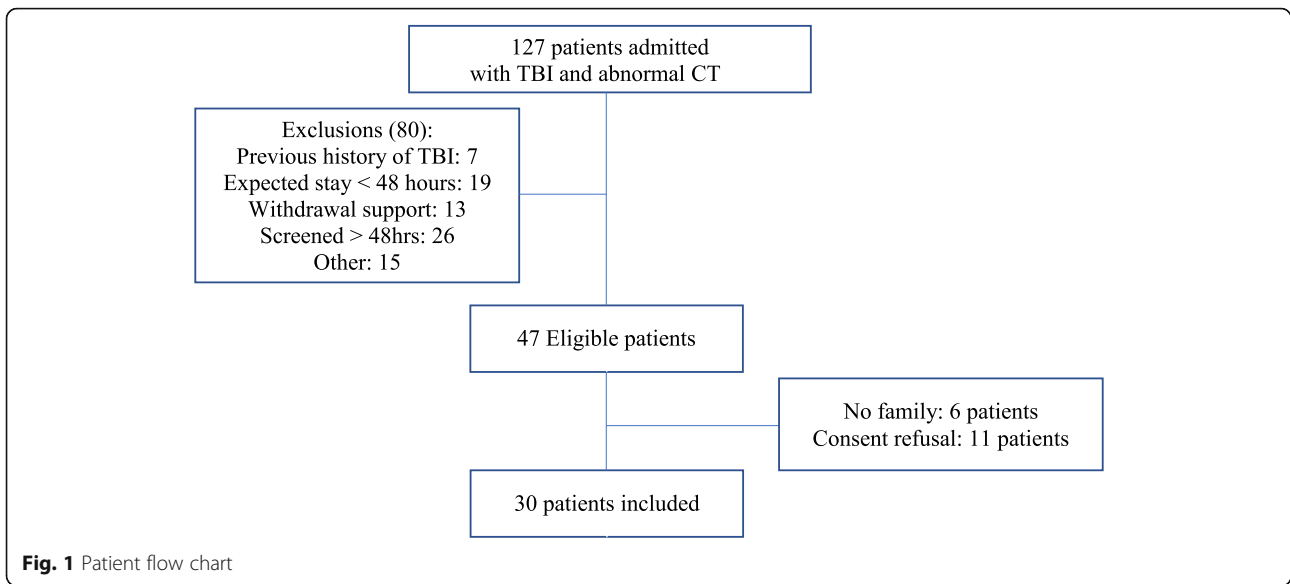 127 patients admitted
with TBI and abnormal CT
Exclusions (80):
Previous history of TBI: 7
Expected stay < 48 hours: 19
Withdrawal support: 13
Screened > 48hrs: 26
Other: 15
47 Eligible patients
No family: 6 patients
Consent refusal: 11 patients
30 patients included
Fig. 1 Patient flow chart